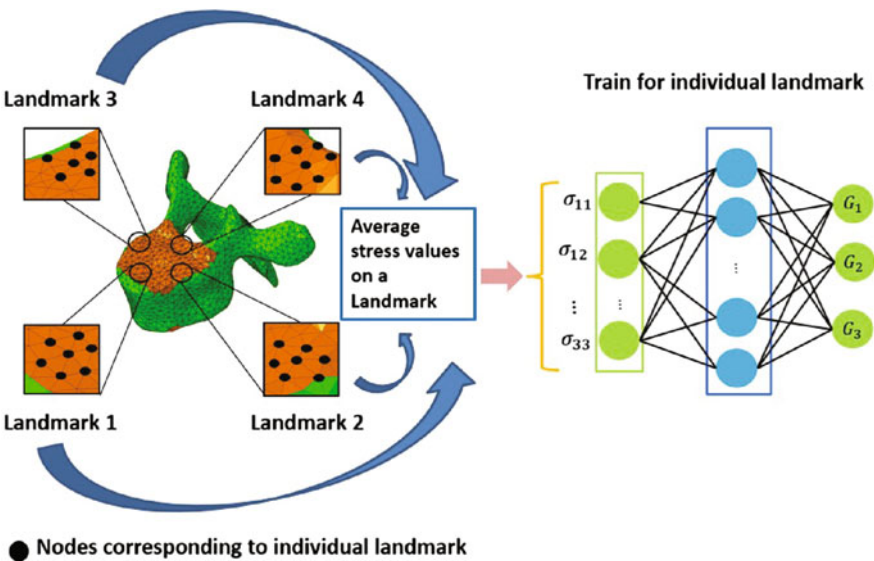 Landmark 3
Landmark 4
Train for individual landmark
Average
stress values
on a
Landmark
σ₁₁
σ₁₂
...
σ₃₃
...
...
G₁
G₂
G₃
Landmark 1
Landmark 2
Nodes corresponding to individual landmark